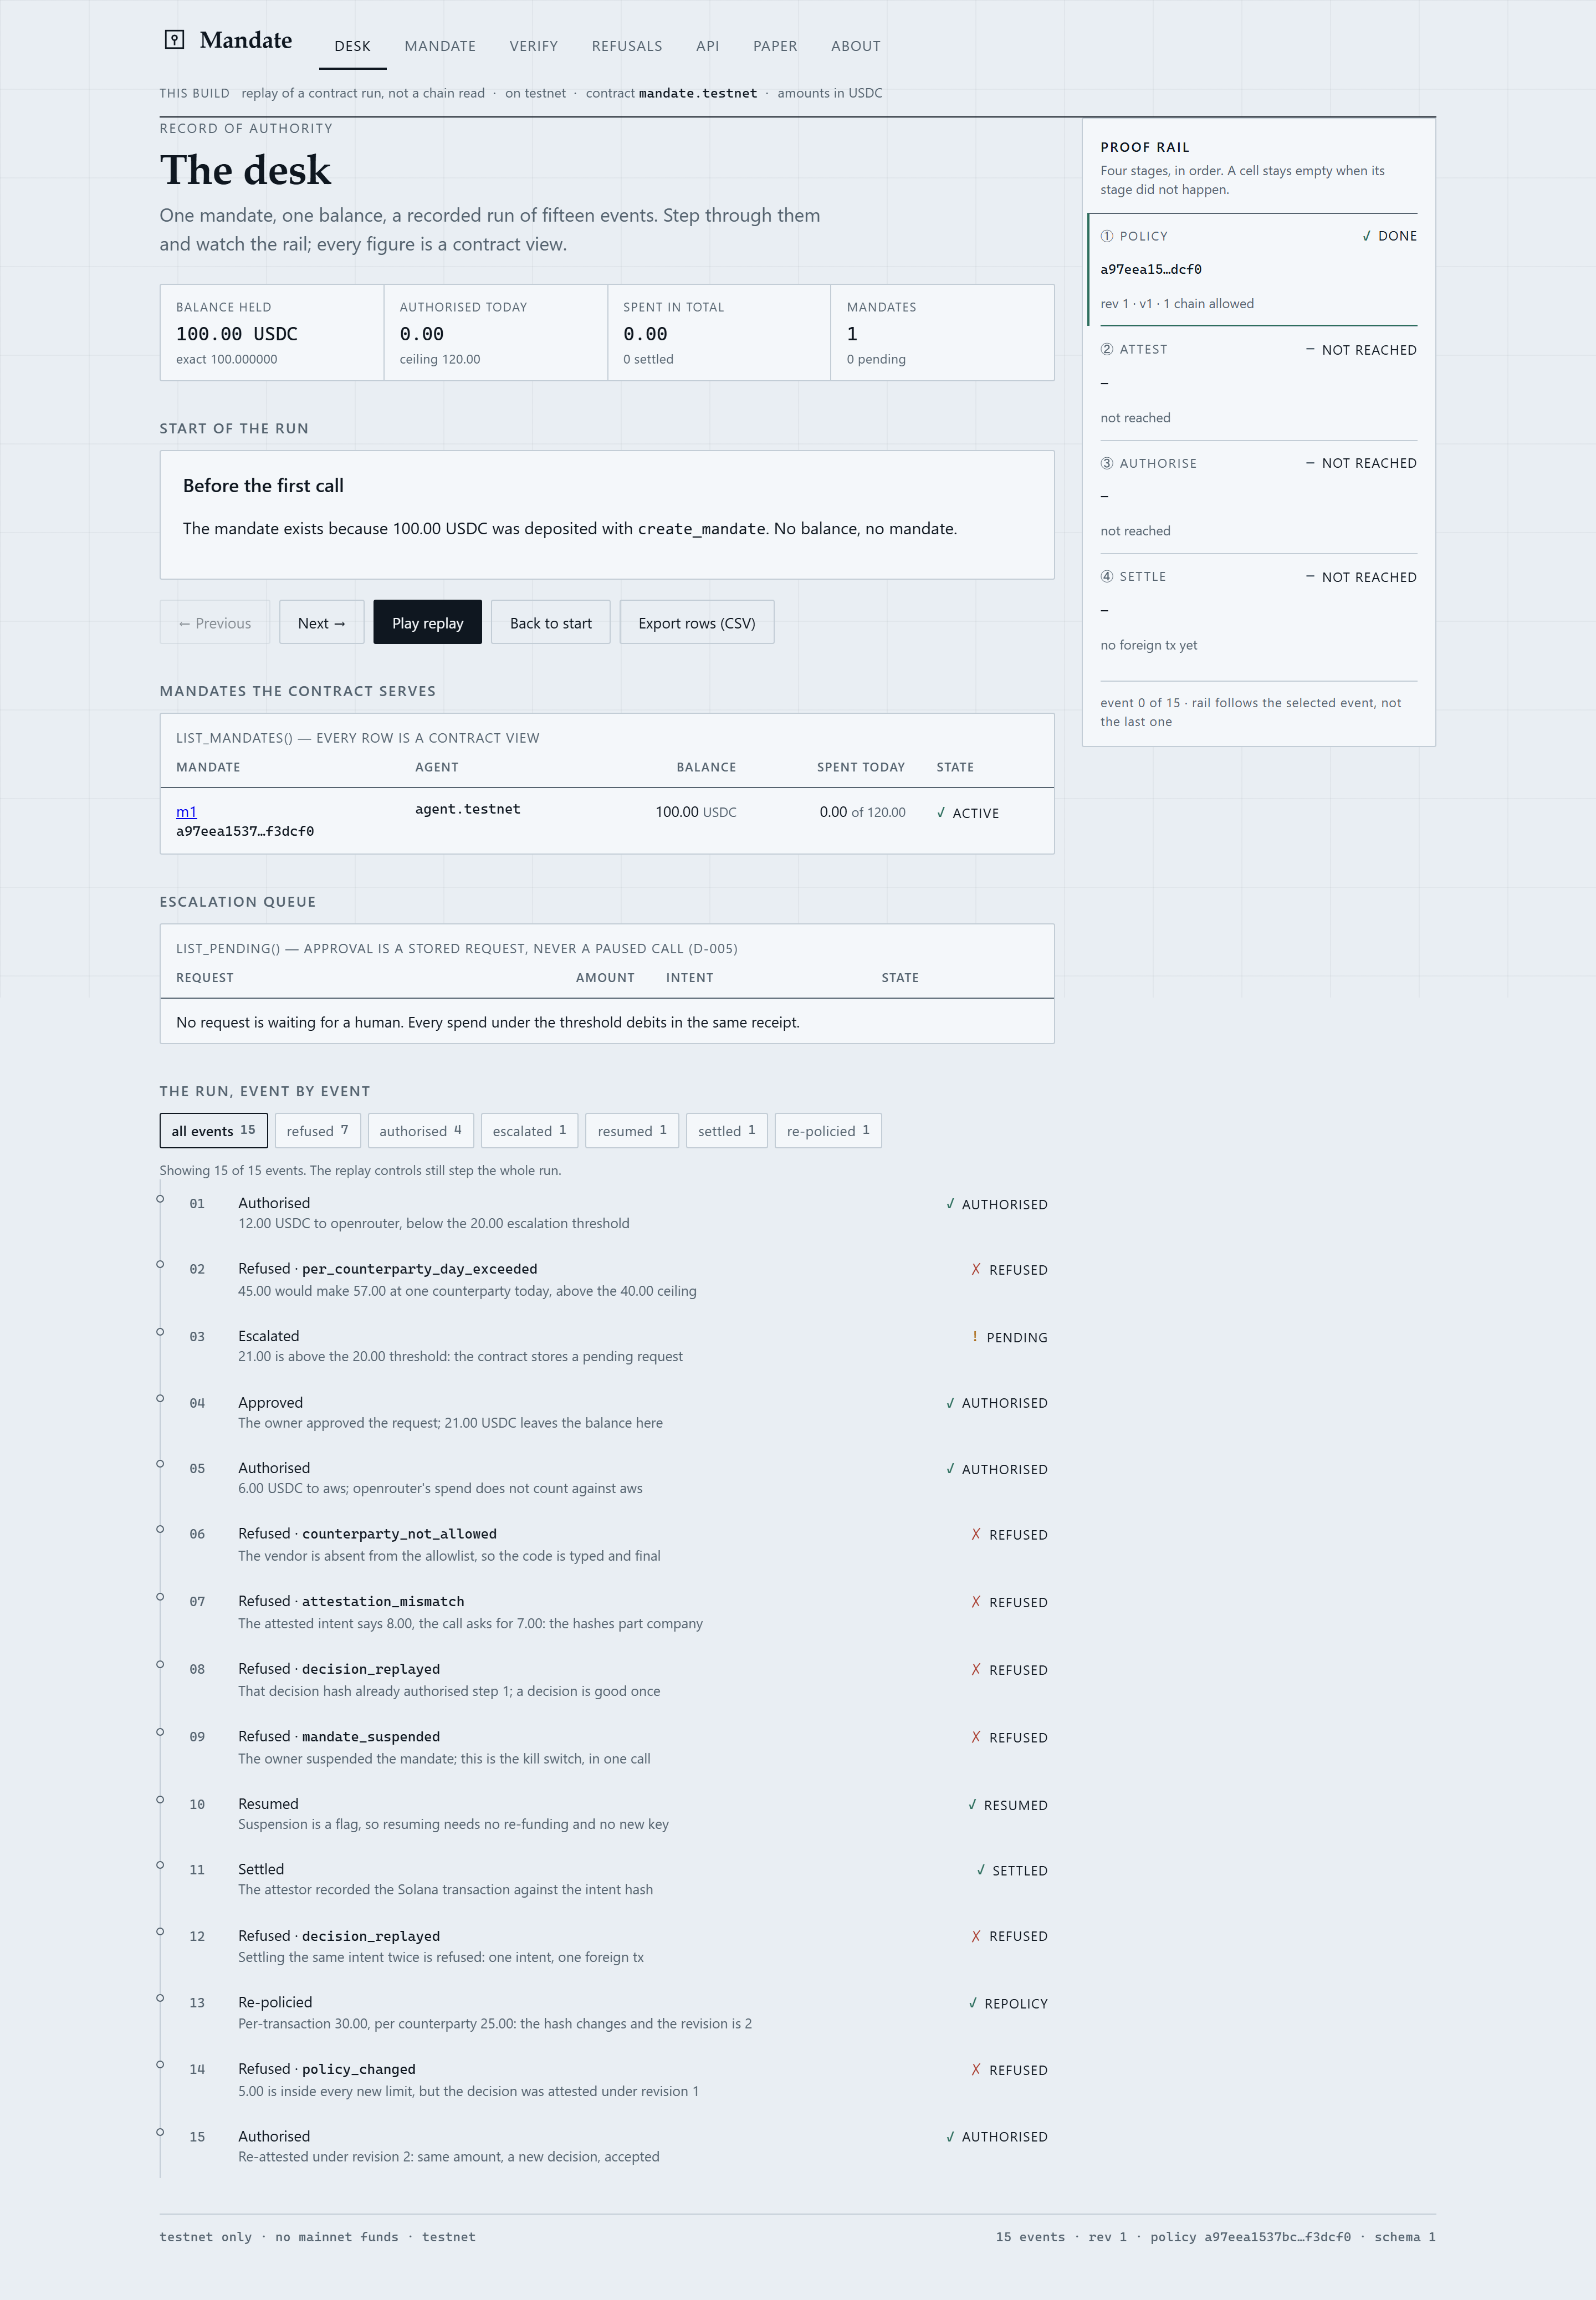 Mandate
DESK
MANDATE
VERIFY
REFUSALS
API
PAPER
ABOUT
THIS BUILD replay of a contract run, not a chain read · on testnet · contract mandate.testnet · amounts in USDC
RECORD OF AUTHORITY
The desk
One mandate, one balance, a recorded run of fifteen events. Step through them
and watch the rail; every figure is a contract view.
BALANCE HELD
100.00 USDC
exact 100.000000
AUTHORISED TODAY
0.00
ceiling 120.00
SPENT IN TOTAL
0.00
0 settled
MANDATES
1
0 pending
START OF THE RUN
Before the first call
The mandate exists because 100.00 USDC was deposited with create_mandate. No balance, no mandate.
← Previous
Next →
Play replay
Back to start
Export rows (CSV)
MANDATES THE CONTRACT SERVES
LIST_MANDATES() — EVERY ROW IS A CONTRACT VIEW
MANDATE AGENT BALANCE SPENT TODAY STATE
m1 agent.testnet 100.00 USDC 0.00 of 120.00 ✓ ACTIVE
a97eea1537…f3dcf0
ESCALATION QUEUE
LIST_PENDING() — APPROVAL IS A STORED REQUEST, NEVER A PAUSED CALL (D-005)
REQUEST AMOUNT INTENT STATE
No request is waiting for a human. Every spend under the threshold debits in the same receipt.
THE RUN, EVENT BY EVENT
all events 15
refused 7
authorised 4
escalated 1
resumed 1
settled 1
re-policied 1
Showing 15 of 15 events. The replay controls still step the whole run.
01 Authorised ✓ AUTHORISED
12.00 USDC to openrouter, below the 20.00 escalation threshold
02 Refused · per_counterparty_day_exceeded ✗ REFUSED
45.00 would make 57.00 at one counterparty today, above the 40.00 ceiling
03 Escalated ! PENDING
21.00 is above the 20.00 threshold: the contract stores a pending request
04 Approved ✓ AUTHORISED
The owner approved the request; 21.00 USDC leaves the balance here
05 Authorised ✓ AUTHORISED
6.00 USDC to aws; openrouter's spend does not count against aws
06 Refused · counterparty_not_allowed ✗ REFUSED
The vendor is absent from the allowlist, so the code is typed and final
07 Refused · attestation_mismatch ✗ REFUSED
The attested intent says 8.00, the call asks for 7.00: the hashes part company
08 Refused · decision_replayed ✗ REFUSED
That decision hash already authorised step 1; a decision is good once
09 Refused · mandate_suspended ✗ REFUSED
The owner suspended the mandate; this is the kill switch, in one call
10 Resumed ✓ RESUMED
Suspension is a flag, so resuming needs no re-funding and no new key
11 Settled ✓ SETTLED
The attestor recorded the Solana transaction against the intent hash
12 Refused · decision_replayed ✗ REFUSED
Settling the same intent twice is refused: one intent, one foreign tx
13 Re-policied ✓ REPOLICY
Per-transaction 30.00, per counterparty 25.00: the hash changes and the revision is 2
14 Refused · policy_changed ✗ REFUSED
5.00 is inside every new limit, but the decision was attested under revision 1
15 Authorised ✓ AUTHORISED
Re-attested under revision 2: same amount, a new decision, accepted
PROOF RAIL
Four stages, in order. A cell stays empty when its
stage did not happen.
① POLICY ✓ DONE
a97eea15…dcf0
rev 1 · v1 · 1 chain allowed
② ATTEST – NOT REACHED
–
not reached
③ AUTHORISE – NOT REACHED
–
not reached
④ SETTLE – NOT REACHED
–
no foreign tx yet
event 0 of 15 · rail follows the selected event, not
the last one
testnet only · no mainnet funds · testnet
15 events · rev 1 · policy a97eea1537bc…f3dcf0 · schema 1